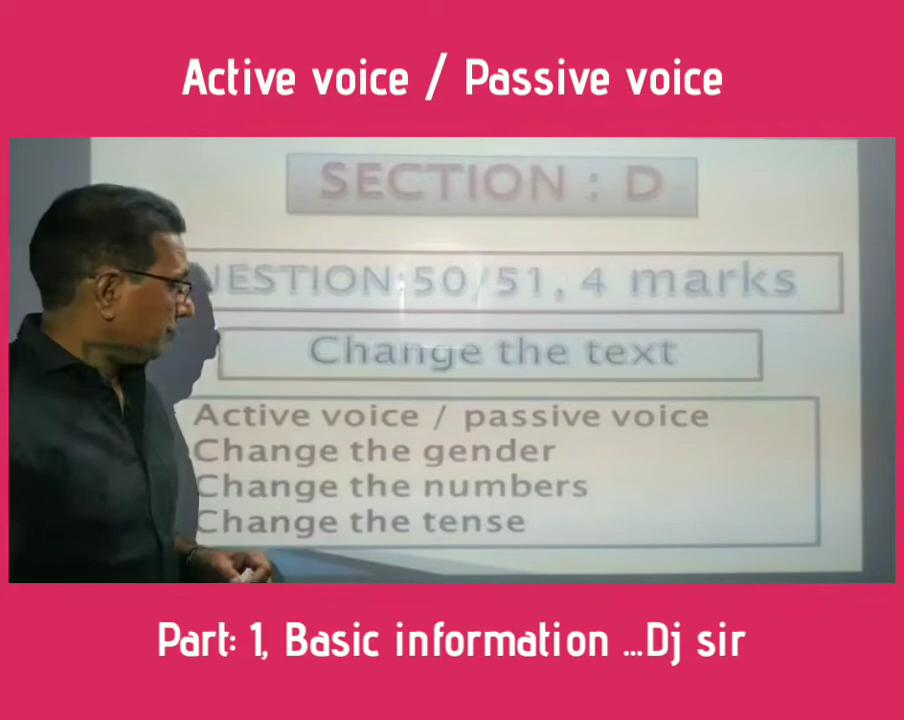 Active voice / Passive voice
SECTION : D
QUESTION:50/51, 4 marks
Change the text
Active voice / passive voice
Change the gender
Change the numbers
Change the tense
Part: 1, Basic information ...Dj sir